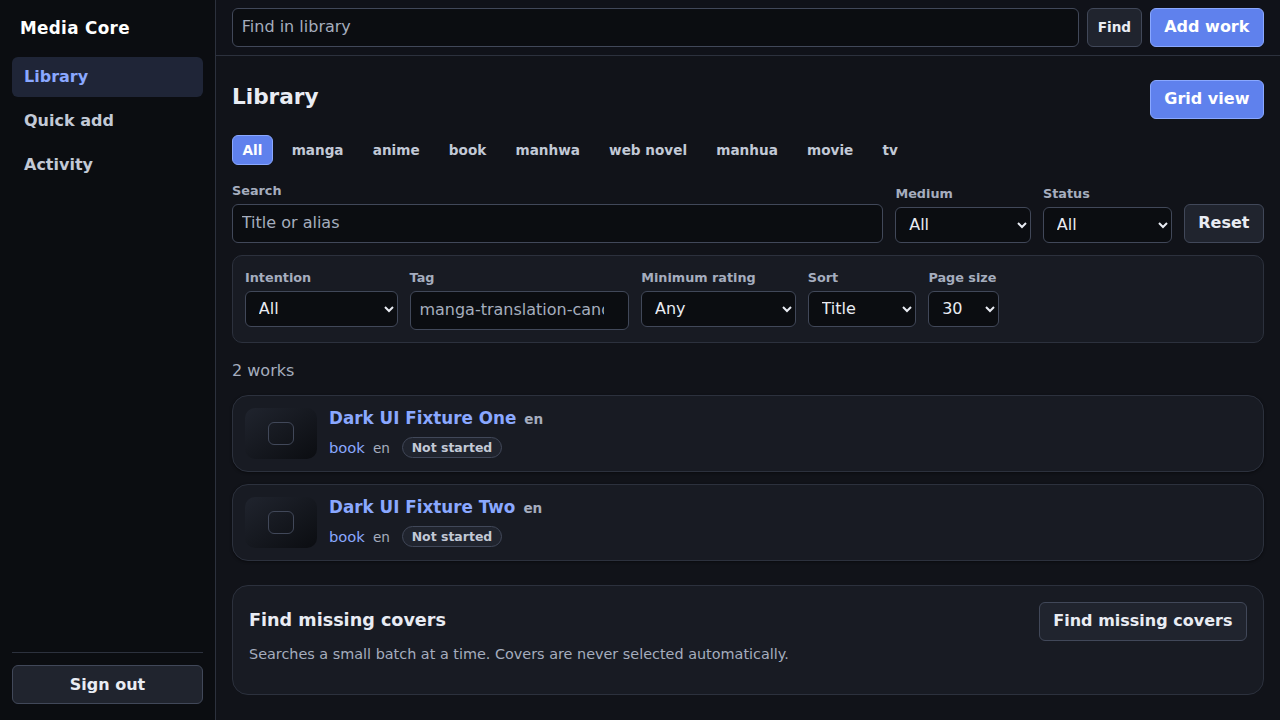 Media Core
Library
Quick add
Activity
Sign out
Find in library
Find
Add work
Library
Grid view
All manga anime book manhwa web novel manhua movie tv
Search
Title or alias
Medium
All
Status
All
Reset
Intention
All
Tag
manga-translation-canc
Minimum rating
Any
Sort
Title
Page size
30
2 works
Dark UI Fixture One en
book en Not started
Dark UI Fixture Two en
book en Not started
Find missing covers
Find missing covers
Searches a small batch at a time. Covers are never selected automatically.